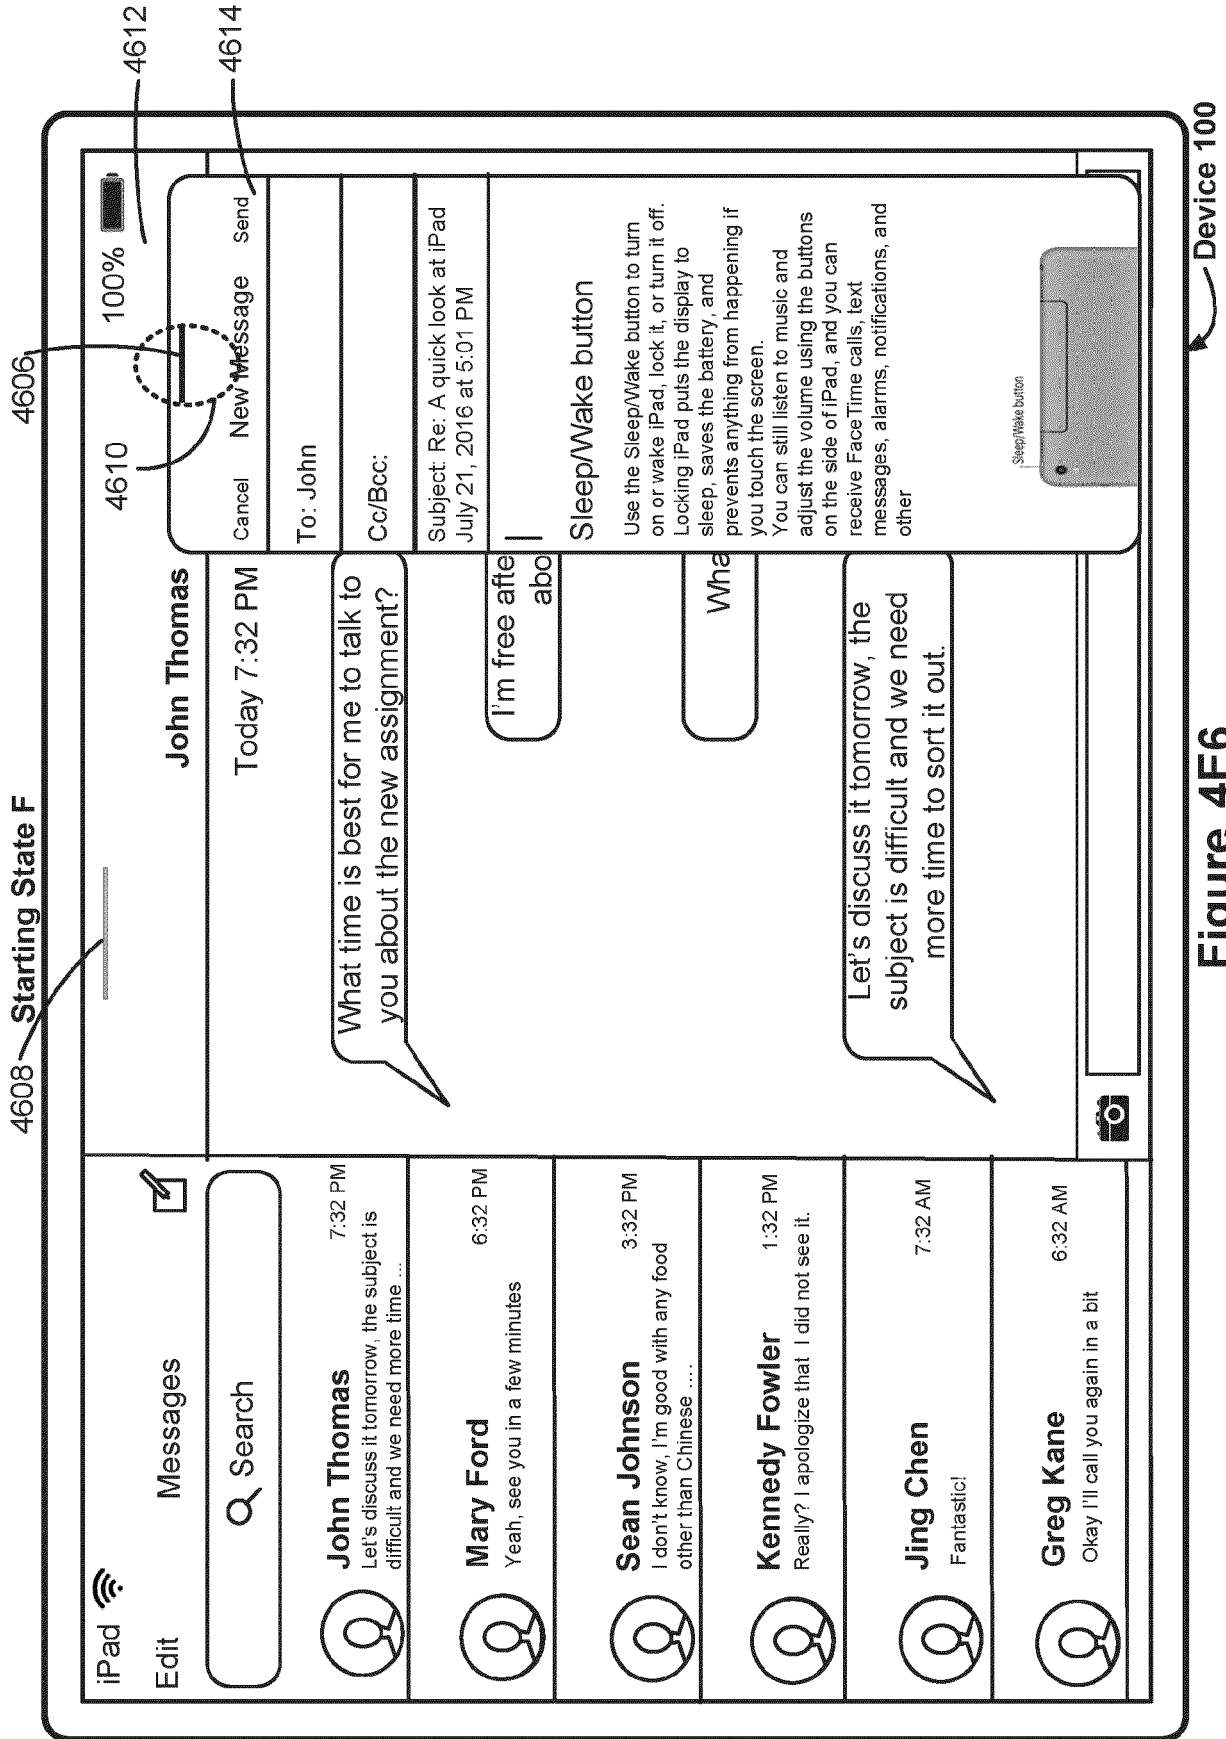 4608
Starting State F
4606
4610
4612
4614
iPad
100%
Edit
Messages
Search
John Thomas
7:32 PM
Let's discuss it tomorrow, the subject is
difficult and we need more time ...
Mary Ford
6:32 PM
Yeah, see you in a few minutes
Sean Johnson
3:32 PM
I don't know, I'm good with any food
other than Chinese ....
Kennedy Fowler
1:32 PM
Really? I apologize that I did not see it.
Jing Chen
7:32 AM
Fantastic!
Greg Kane
6:32 AM
Okay I'll call you again in a bit
John Thomas
Today 7:32 PM
What time is best for me to talk to
you about the new assignment?
I'm free afte
abo
Wha
Let's discuss it tomorrow, the
subject is difficult and we need
more time to sort it out.
Cancel New Message Send
To: John
Cc/Bcc:
Subject: Re: A quick look at iPad
July 21, 2016 at 5:01 PM
Sleep/Wake button
Use the Sleep/Wake button to turn
on or wake iPad, lock it, or turn it off.
Locking iPad puts the display to
sleep, saves the battery, and
prevents anything from happening if
you touch the screen.
You can still listen to music and
adjust the volume using the buttons
on the side of iPad, and you can
receive FaceTime calls, text
messages, alarms, notifications, and
other
Sleep/Wake button
Device 100
Figure 4F6